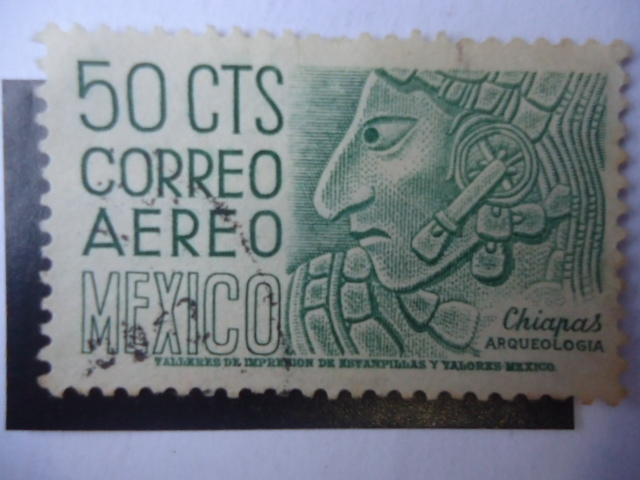 50 CTS
CORREO
AEREO
MEXICO
Chiapas
ARQUEOLOGIA
TALLERES DE IMPRESION DE ESTAMPILLAS Y VALORES-MEXICO.